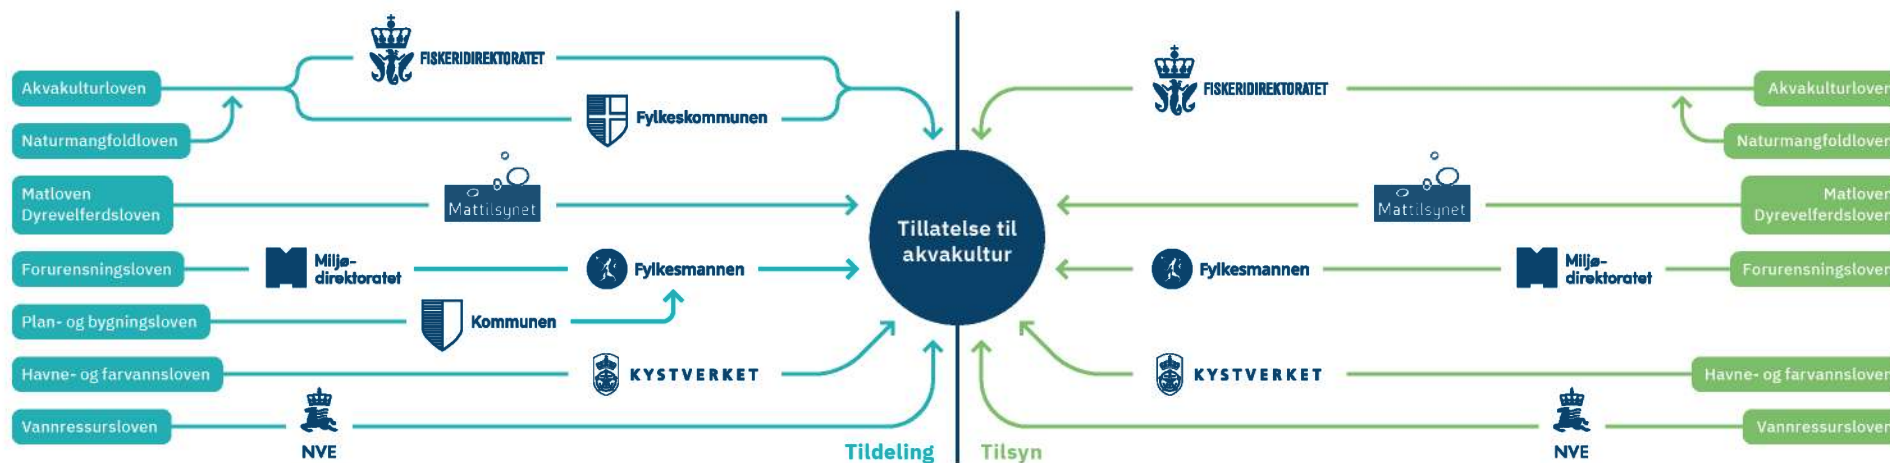 Akvakulturloven
Naturmangfoldloven
Matloven
Dyrevelferdsloven
Forurensningsloven
Plan- og bygningsloven
Havne- og farvannsloven
Vannressursloven
FISKERIDIREKTORATET
Fylkeskommunen
Mattilsynet
Miljø-
direktoratet
Fylkesmannen
Kommunen
KYSTVERKET
NVE
Tildeling
Tillatelse til
akvakultur
Tilsyn
FISKERIDIREKTORATET
Mattilsynet
Fylkesmannen
Miljø-
direktoratet
KYSTVERKET
NVE
Akvakulturloven
Naturmangfoldloven
Matloven
Dyrevelferdsloven
Forurensningsloven
Havne- og farvannsloven
Vannressursloven